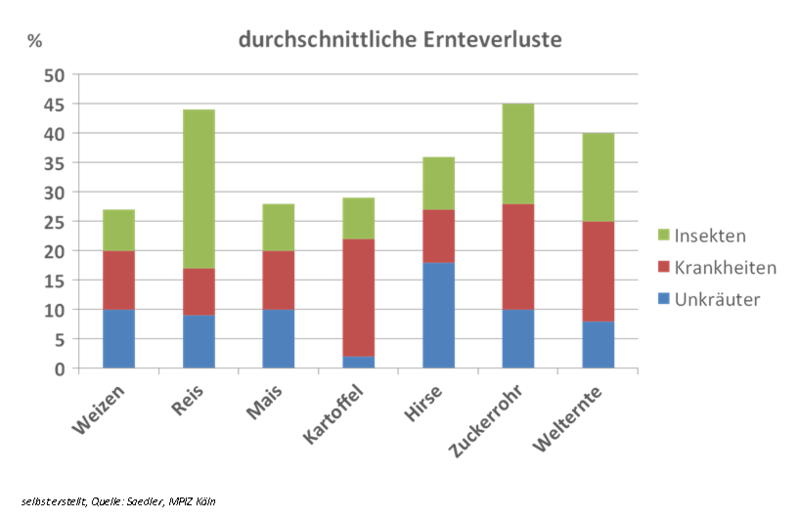 %
durchschnittliche Ernteverluste
50
45
40
35
30
25
20
15
10
5
0
Weizen
Reis
Mais
Kartoffel
Hirse
Zuckerrohr
Welternte
Insekten
Krankheiten
Unkräuter
selbsterstellt, Quelle: Saedler, MPIZ Käln